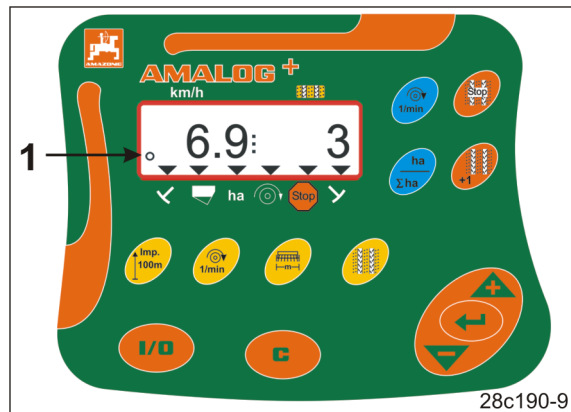 AMAZONE
AMALOG+
km/h
6.9 3
1
ha
Stop
1/min
Stop
ha
Σha
+1
Imp.
100m
1/min
m
I/O
C
+
-
28c190-9